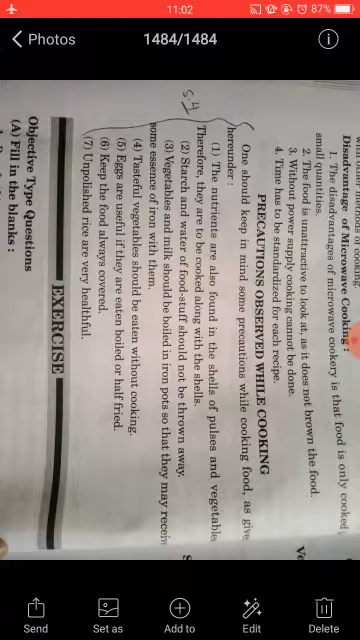 11:02
87%
Photos
1484/1484
Disadvantage of Microwave Cooking :
1. The disadvantages of microwave cookery is that food is only cooked
small quantities.
2. The food is unattractive to look at, as it does not brown the food.
3. Without power supply cooking cannot be done.
4. Time has to be standardized for each recipe.
PRECAUTIONS OBSERVED WHILE COOKING
One should keep in mind some precautions while cooking food, as give
hereunder :
(1) The nutrients are also found in the shells of pulses and vegetable
Therefore, they are to be cooked along with the shells.
(2) Starch and water of food-stuff should not be thrown away.
(3) Vegetables and milk should be boiled in iron pots so that they may receiv
some essence of iron with them.
(4) Tasteful vegetables should be eaten without cooking.
(5) Eggs are useful if they are eaten boiled or half fried.
(6) Keep the food always covered.
(7) Unpolished rice are very healthful.
EXERCISE
Objective Type Questions
(A) Fill in the blanks :
Send
Set as
Add to
Edit
Delete